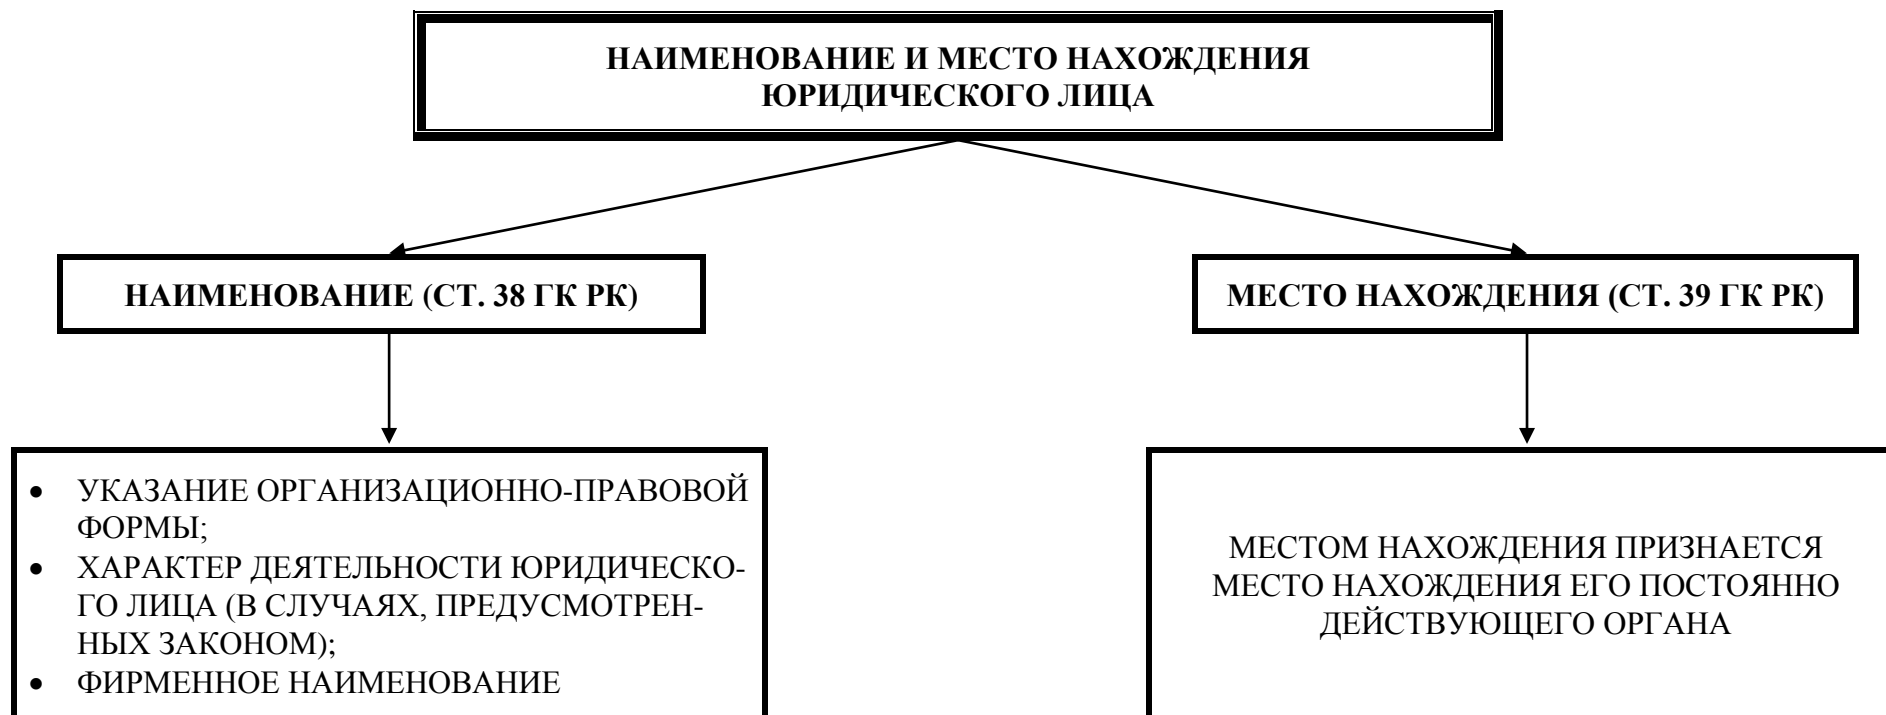 НАИМЕНОВАНИЕ И МЕСТО НАХОЖДЕНИЯ
ЮРИДИЧЕСКОГО ЛИЦА
НАИМЕНОВАНИЕ (СТ. 38 ГК РК)
МЕСТО НАХОЖДЕНИЯ (СТ. 39 ГК РК)
• УКАЗАНИЕ ОРГАНИЗАЦИОННО-ПРАВОВОЙ
ФОРМЫ;
• ХАРАКТЕР ДЕЯТЕЛЬНОСТИ ЮРИДИЧЕСКО-
ГО ЛИЦА (В СЛУЧАЯХ, ПРЕДУСМОТРЕН-
НЫХ ЗАКОНОМ);
• ФИРМЕННОЕ НАИМЕНОВАНИЕ
МЕСТОМ НАХОЖДЕНИЯ ПРИЗНАЕТСЯ
МЕСТО НАХОЖДЕНИЯ ЕГО ПОСТОЯННО
ДЕЙСТВУЮЩЕГО ОРГАНА